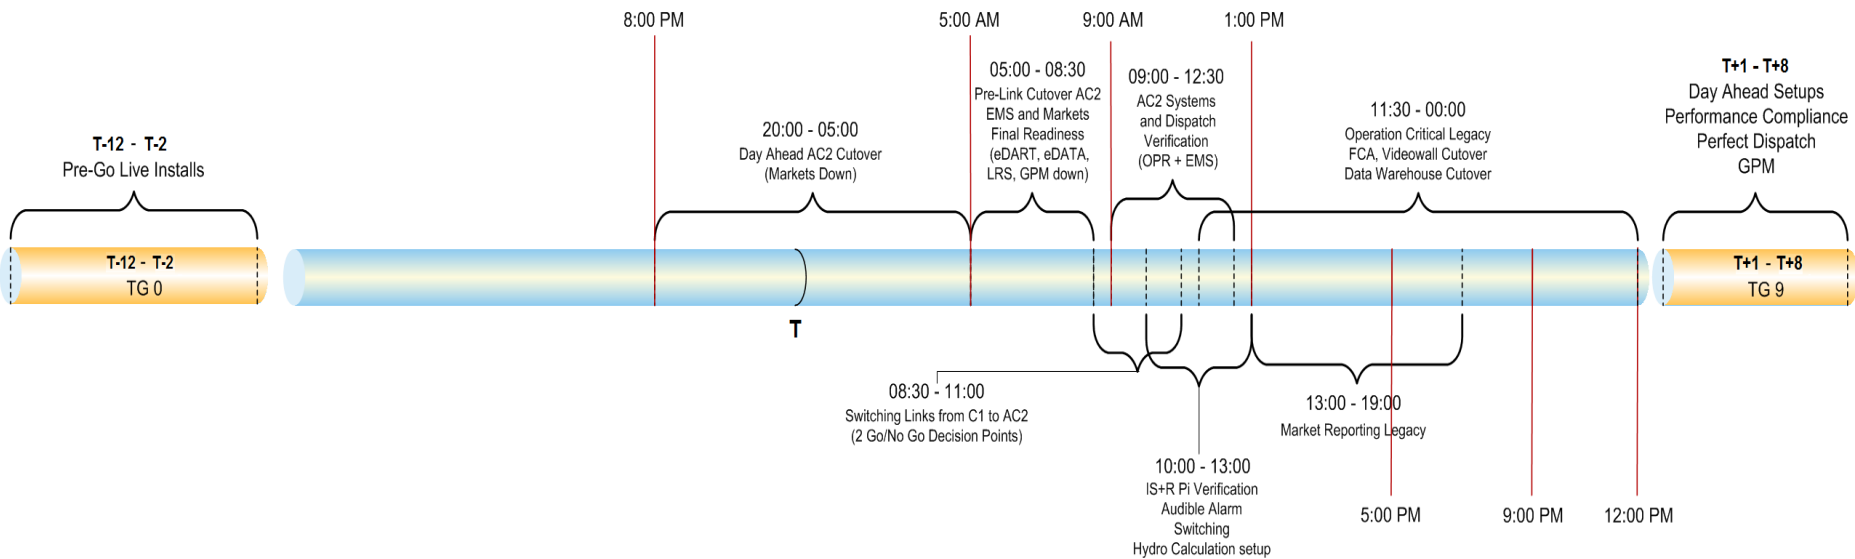 8:00 PM
5:00 AM
9:00 AM
1:00 PM
T-12 - T-2
Pre-Go Live Installs
20:00 - 05:00
Day Ahead AC2 Cutover
(Markets Down)
05:00 - 08:30
Pre-Link Cutover AC2
EMS and Markets
Final Readiness
(eDART, eDATA,
LRS, GPM down)
09:00 - 12:30
AC2 Systems
and Dispatch
Verification
(OPR + EMS)
11:30 - 00:00
Operation Critical Legacy
FCA, Videowall Cutover
Data Warehouse Cutover
T+1 - T+8
Day Ahead Setups
Performance Compliance
Perfect Dispatch
GPM
T-12 - T-2
TG 0
T+1 - T+8
TG 9
T
08:30 - 11:00
Switching Links from C1 to AC2
(2 Go/No Go Decision Points)
10:00 - 13:00
IS+R Pi Verification
Audible Alarm
Switching
Hydro Calculation setup
13:00 - 19:00
Market Reporting Legacy
5:00 PM
9:00 PM
12:00 PM